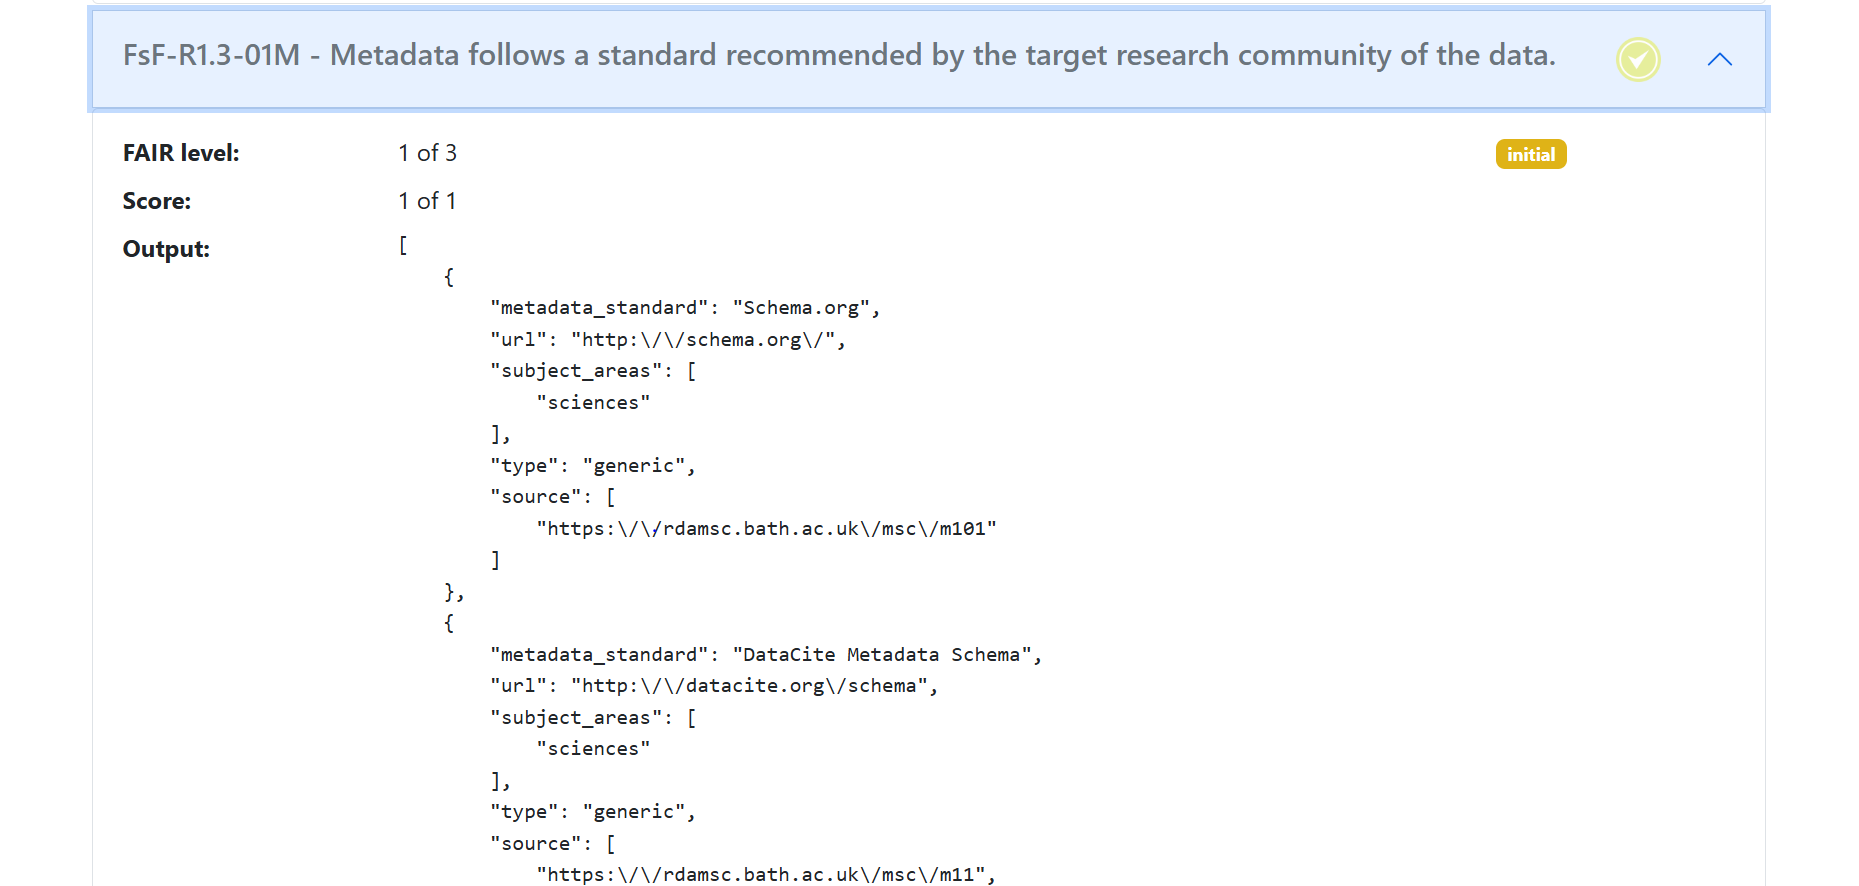 FsF-R1.3-01M - Metadata follows a standard recommended by the target research community of the data.
FAIR level: 1 of 3 initial
Score: 1 of 1
Output: [
{
"metadata_standard": "Schema.org",
"url": "http:\/\/schema.org\/",
"subject_areas": [
"sciences"
],
"type": "generic",
"source": [
"https:\/\/rdamsc.bath.ac.uk\/msc\/m101"
]
},
{
"metadata_standard": "DataCite Metadata Schema",
"url": "http:\/\/datacite.org\/schema",
"subject_areas": [
"sciences"
],
"type": "generic",
"source": [
"https:\/\/rdamsc.bath.ac.uk\/msc\/m11",